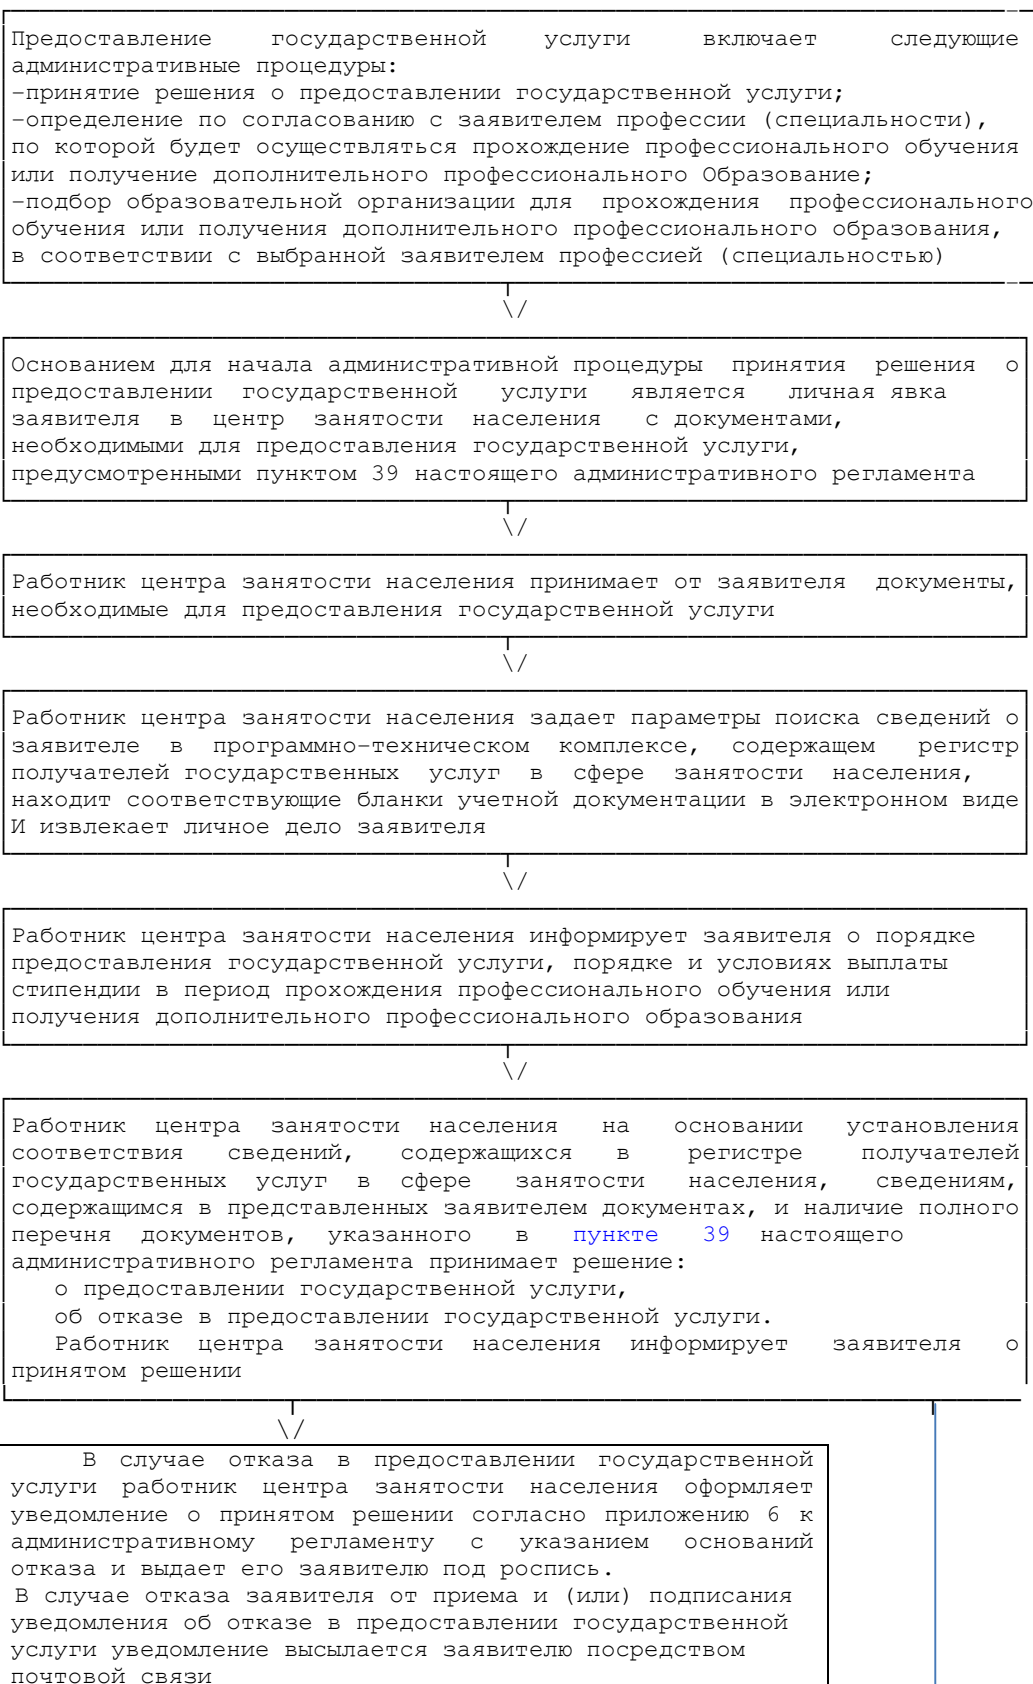 Предоставление государственной услуги включает следующие
административные процедуры:
-принятие решения о предоставлении государственной услуги;
-определение по согласованию с заявителем профессии (специальности),
по которой будет осуществляться прохождение профессионального обучения
или получение дополнительного профессионального Образование;
-подбор образовательной организации для прохождения профессионального
обучения или получения дополнительного профессионального образования,
в соответствии с выбранной заявителем профессией (специальностью)
\/
Основанием для начала административной процедуры принятия решения о
предоставлении государственной услуги является личная явка
заявителя в центр занятости населения с документами,
необходимыми для предоставления государственной услуги,
предусмотренными пунктом 39 настоящего административного регламента
\/
Работник центра занятости населения принимает от заявителя документы,
необходимые для предоставления государственной услуги
\/
Работник центра занятости населения задает параметры поиска сведений о
заявителе в программно-техническом комплексе, содержащем регистр
получателей государственных услуг в сфере занятости населения,
находит соответствующие бланки учетной документации в электронном виде
И извлекает личное дело заявителя
\/
Работник центра занятости населения информирует заявителя о порядке
предоставления государственной услуги, порядке и условиях выплаты
стипендии в период прохождения профессионального обучения или
получения дополнительного профессионального образования
\/
Работник центра занятости населения на основании установления
соответствия сведений, содержащихся в регистре получателей
государственных услуг в сфере занятости населения, сведениям,
содержащимся в представленных заявителем документах, и наличие полного
перечня документов, указанного в пункте 39 настоящего
административного регламента принимает решение:
о предоставлении государственной услуги,
об отказе в предоставлении государственной услуги.
Работник центра занятости населения информирует заявителя о
принятом решении
\/
В случае отказа в предоставлении государственной
услуги работник центра занятости населения оформляет
уведомление о принятом решении согласно приложению 6 к
административному регламенту с указанием оснований
отказа и выдает его заявителю под роспись.
В случае отказа заявителя от приема и (или) подписания
уведомления об отказе в предоставлении государственной
услуги уведомление высылается заявителю посредством
почтовой связи